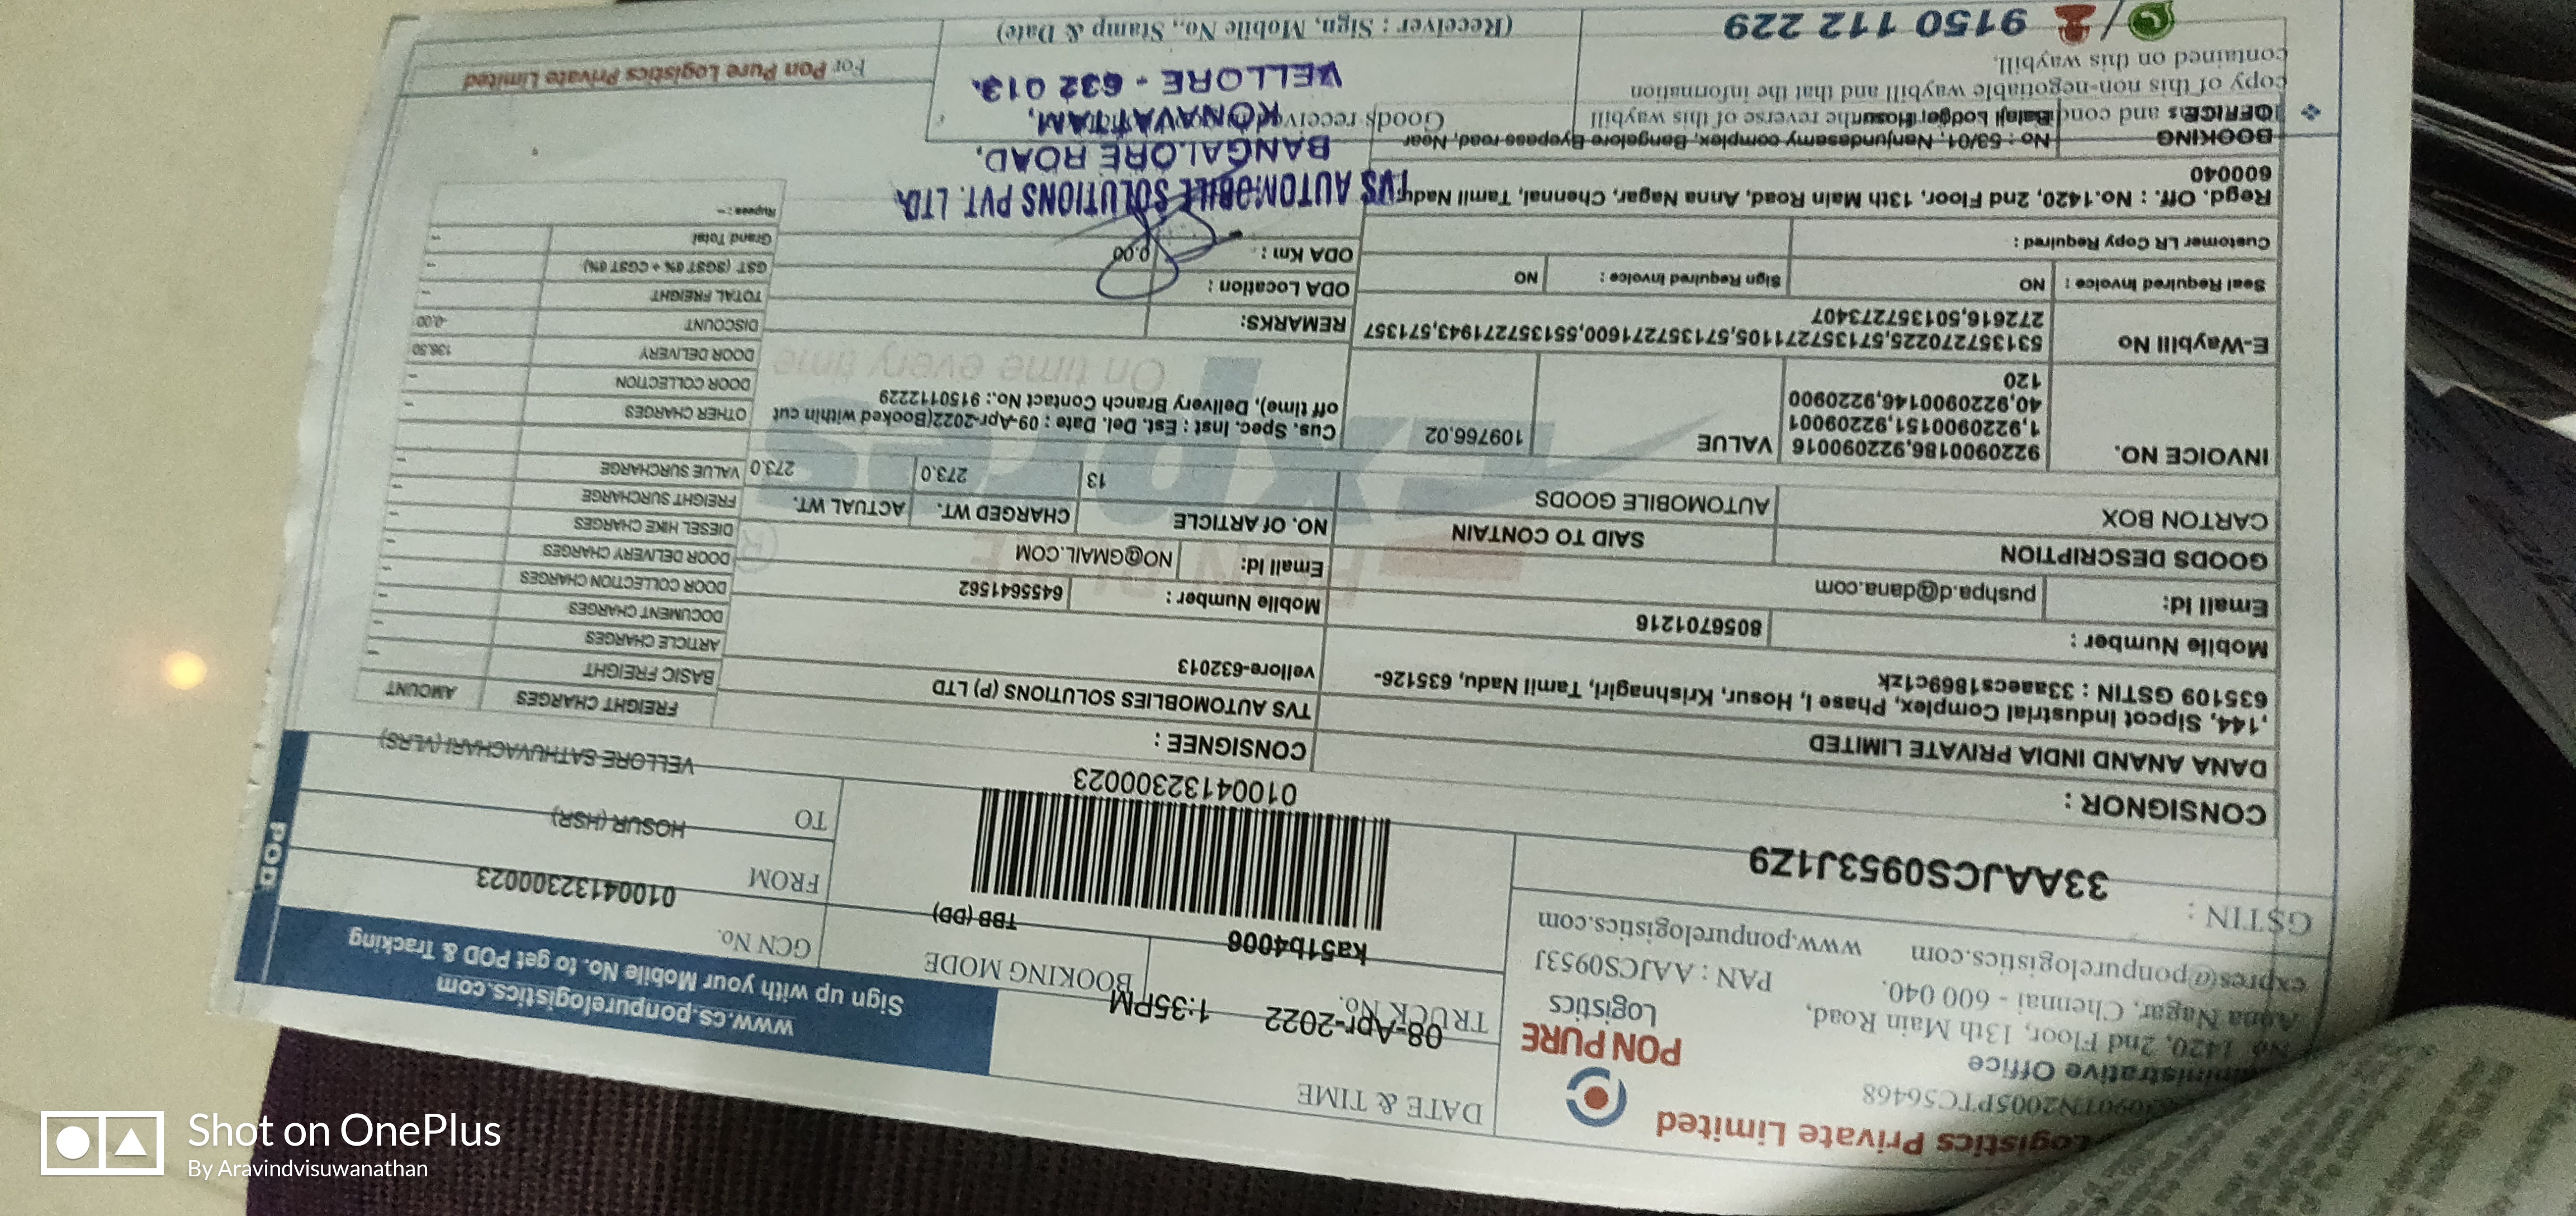 Logistics Private Limited
PON PURE
Logistics
Administrative Office
No. 1420, 2nd Floor, 13th Main Road,
Anna Nagar, Chennai - 600 040.
PAN : AAJCS0953J
expres@ponpurelogistics.com www.ponpurelogistics.com
GSTIN :
33AAJCS0953J1Z9
DATE & TIME
08-Apr-2022 1:35PM
TRUCK No.
ka51b4006
BOOKING MODE
TBB (DD)
www.cs.ponpurelogistics.com
Sign up with your Mobile No. to get POD & Tracking
GCN No.
010041323000023
FROM
HOSUR (HSR)
TO
VELLORE SATHUVACHARI (VLRS)
POD
010041323000023
CONSIGNOR :
DANA ANAND INDIA PRIVATE LIMITED
,144, Sipcot Industrial Complex, Phase I, Hosur, Krishnagiri, Tamil Nadu, 635126-
635109 GSTIN : 33aaecs1869c1zk
Mobile Number : 8056701216
Email Id: pushpa.d@dana.com
CONSIGNEE :
TVS AUTOMOBLIES SOLUTIONS (P) LTD
vellore-632013
Mobile Number : 6455641562
Email Id: NO@GMAIL.COM
GOODS DESCRIPTION SAID TO CONTAIN
CARTON BOX AUTOMOBILE GOODS
NO. Of ARTICLE CHARGED WT. ACTUAL WT.
13 273.0 273.0
INVOICE NO.
9220900186,922090016
1,9220900151,92209001
40,9220900146,9220900
120
VALUE 109766.02
Cus. Spec. Inst : Est. Del. Date : 09-Apr-2022(Booked within cut
off time), Delivery Branch Contact No.: 9150112229
On time every time
E-Waybill No
531357270225,571357271105,571357271600,551357271943,571357
272616,501357273407
REMARKS:
Seal Required Invoice : NO Sign Required Invoice : NO
ODA Location :
Customer LR Copy Required :
ODA Km : 0.00
Regd. Off. : No.1420, 2nd Floor, 13th Main Road, Anna Nagar, Chennai, Tamil Nadu,
600040
BOOKING
OFFICE :
No : 53/01, Nanjundasamy complex, Bangalore Byepass road, Near
Balaji Lodge, Hosur
the reverse of this waybill
copy of this non-negotiable waybill and that the information
contained on this waybill.
9150 112 229
Goods received
(Receiver : Sign, Mobile No., Stamp & Date)
TVS AUTOMOBILE SOLUTIONS PVT. LTD.
BANGALORE ROAD,
KONAVATTAM,
VELLORE - 632 013.
FREIGHT CHARGES AMOUNT
BASIC FREIGHT -
ARTICLE CHARGES -
DOCUMENT CHARGES -
DOOR COLLECTION CHARGES -
DOOR DELIVERY CHARGES -
DIESEL HIKE CHARGES -
FREIGHT SURCHARGE -
VALUE SURCHARGE -
OTHER CHARGES -
DOOR COLLECTION -
DOOR DELIVERY 136.50
DISCOUNT -0.00
TOTAL FREIGHT -
GST (SGST 0% + CGST 0%) -
Grand Total -
Rupees : -
For Pon Pure Logistics Private Limited
Shot on OnePlus
By Aravindvisuwanathan